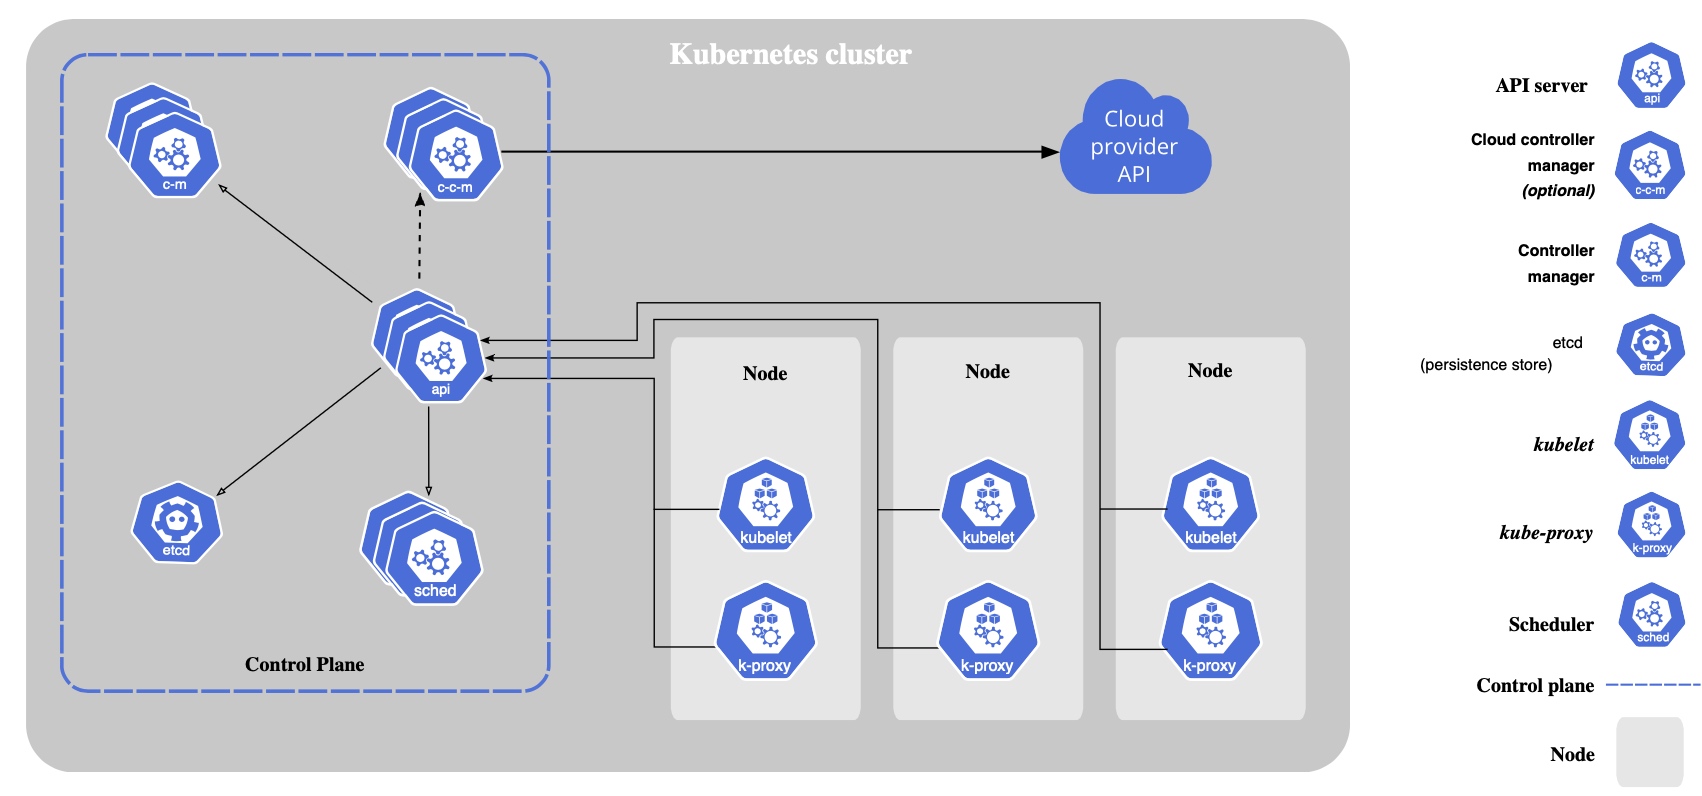 Kubernetes cluster
c-m
c-c-m
Cloud
provider
API
api
etcd
sched
Control Plane
Node
Node
Node
kubelet
kubelet
kubelet
k-proxy
k-proxy
k-proxy
API server
api
Cloud controller
manager
(optional)
c-c-m
Controller
manager
c-m
etcd
(persistence store)
etcd
kubelet
kubelet
kube-proxy
k-proxy
Scheduler
sched
Control plane
Node